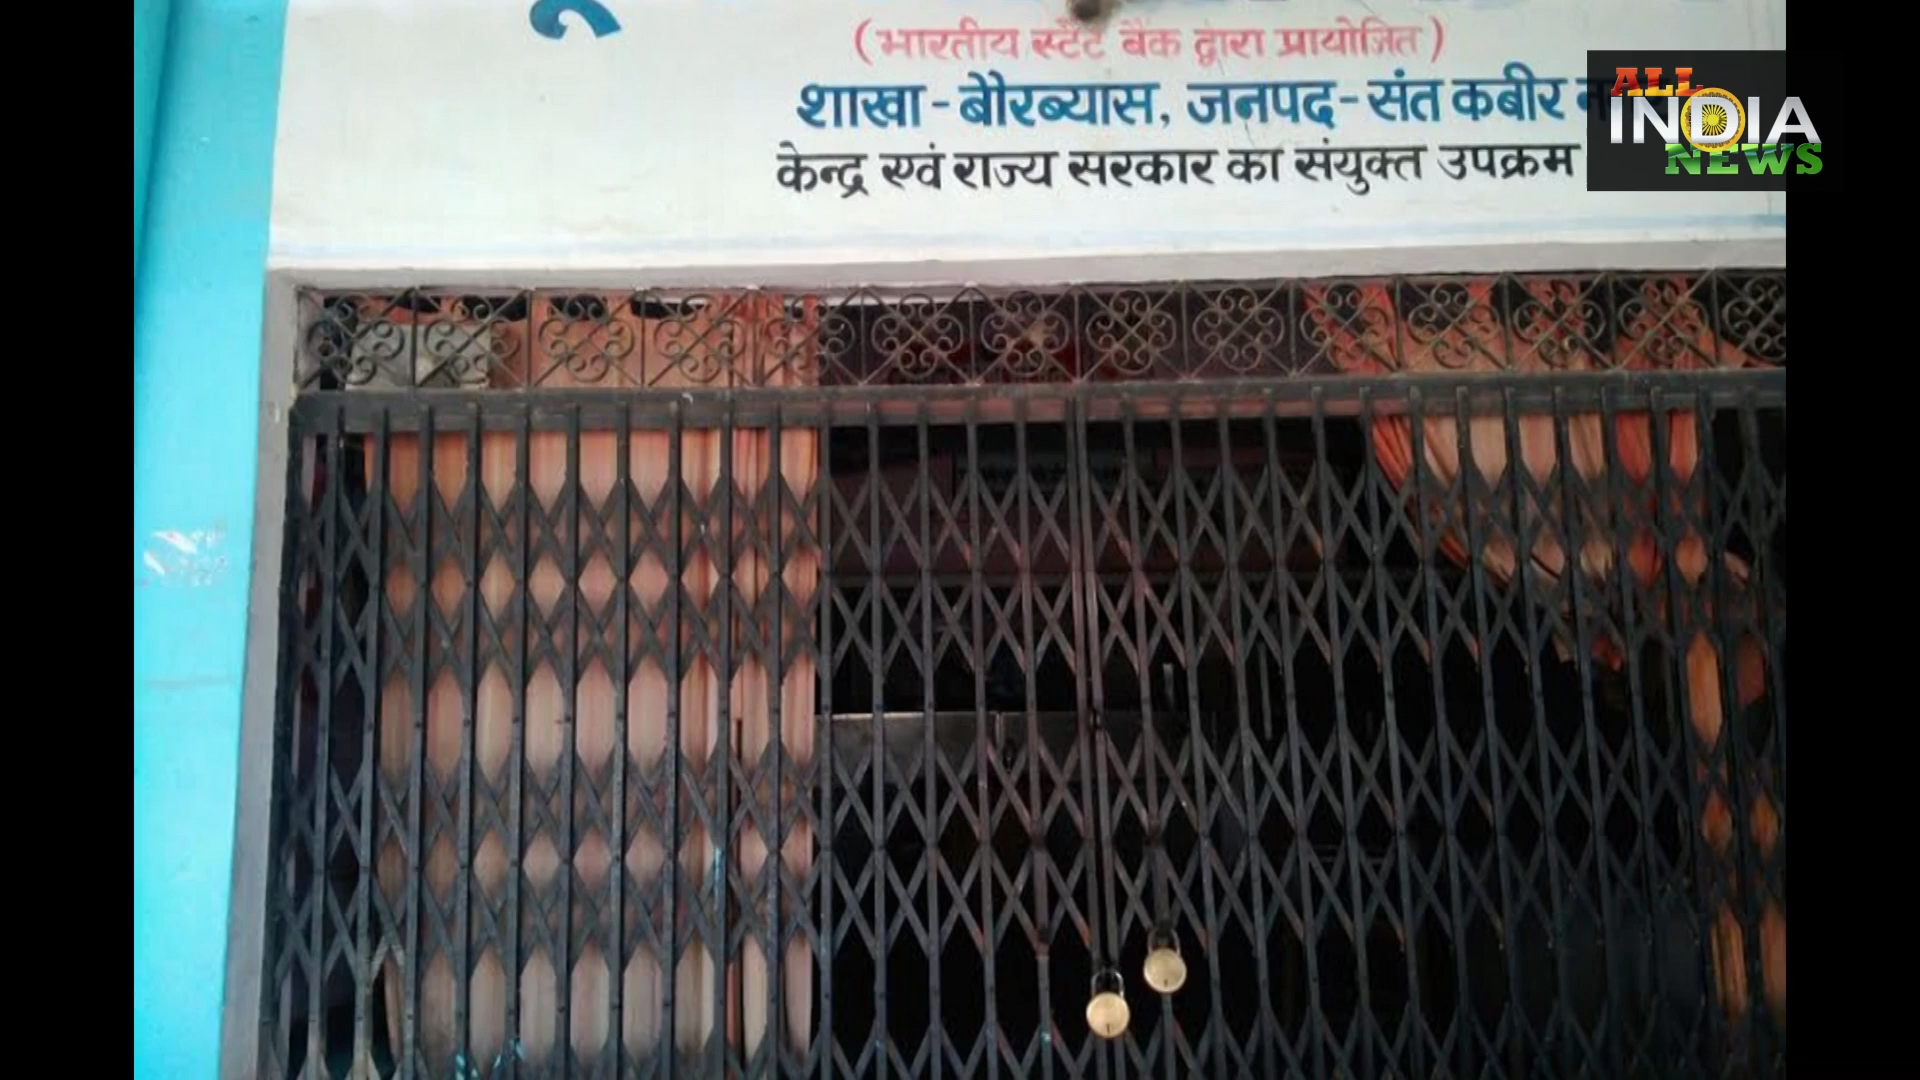 (भारतीय स्टैट बैंक द्वारा प्रायोजित)
शाखा - बौरब्यास, जनपद - संत कबीर
केन्द्र एवं राज्य सरकार का संयुक्त उपक्रम
ALL
INDIA
NEWS